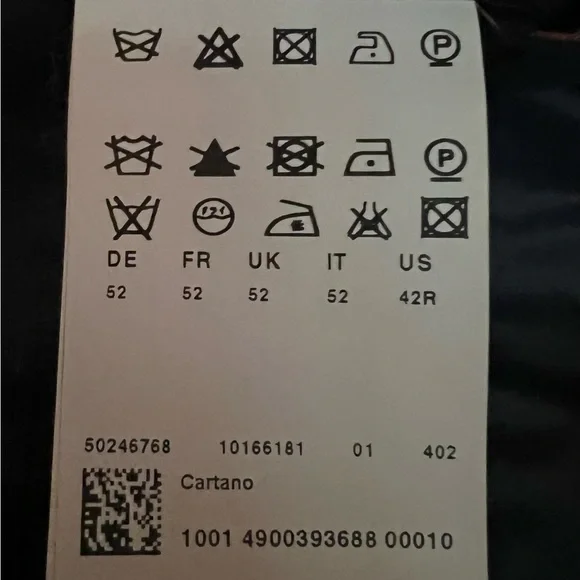 P
P
DE FR UK IT US
52 52 52 52 42R
50246768 10166181 01 402
Cartano
1001 4900393688 00010